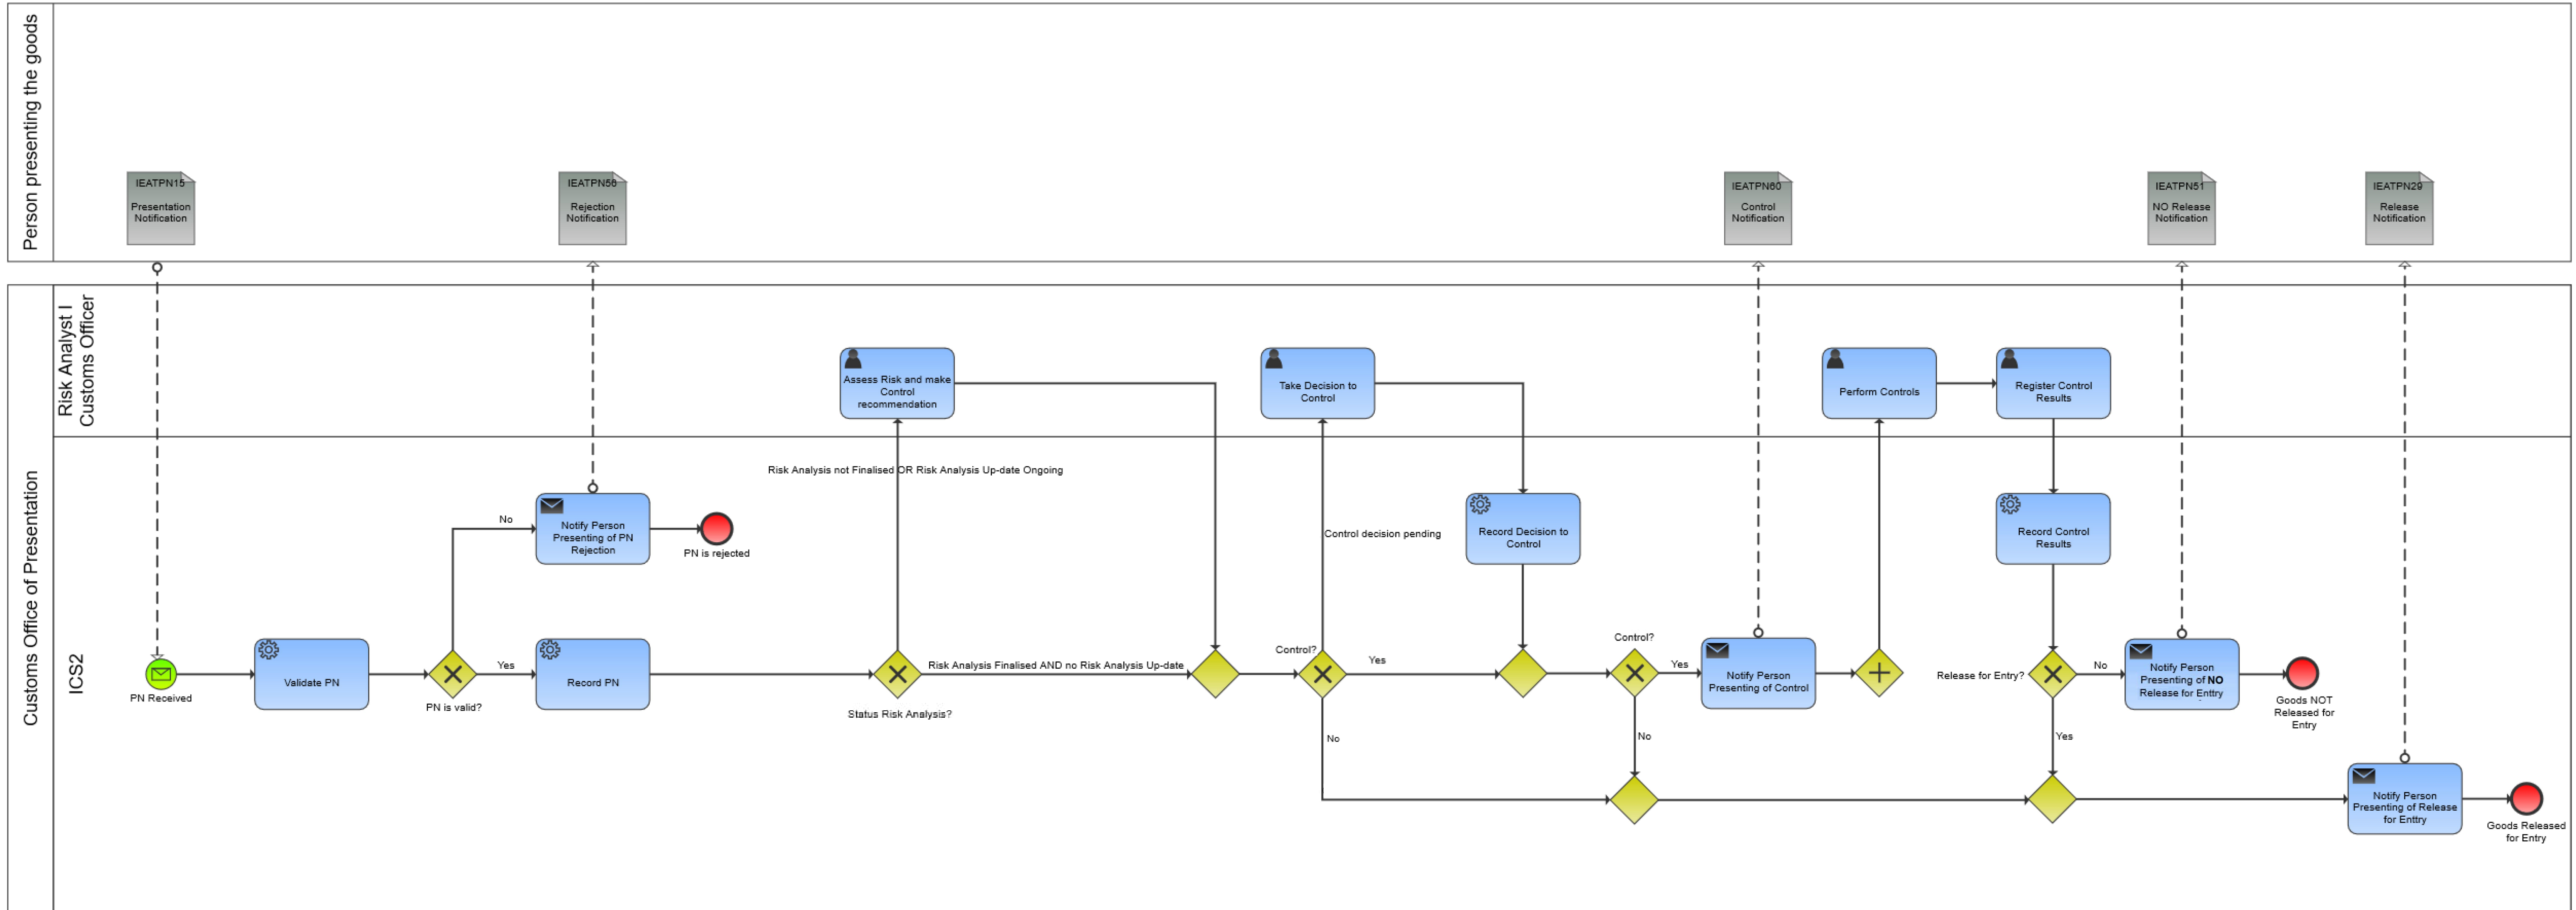 Person presenting the goods
IEATPN15
Presentation
Notification
IEATPN56
Rejection
Notification
IEATPN60
Control
Notification
IEATPN51
NO Release
Notification
IEATPN29
Release
Notification
Customs Office of Presentation
Risk Analyst I
Customs Officer
Assess Risk and make
Control
recommendation
Take Decision to
Control
Perform Controls
Register Control
Results
ICS2
Risk Analysis not Finalised OR Risk Analysis Up-date Ongoing
No
Notify Person
Presenting of PN
Rejection
PN is rejected
Control decision pending
Record Decision to
Control
Record Control
Results
PN Received
Validate PN
PN is valid?
Yes
Record PN
Status Risk Analysis?
Risk Analysis Finalised AND no Risk Analysis Up-date
Control?
Yes
No
Control?
Yes
No
Notify Person
Presenting of Control
Release for Entry?
No
Yes
Notify Person
Presenting of NO
Release for Entry
Goods NOT
Released for
Entry
Notify Person
Presenting of Release
for Enttry
Goods Released
for Entry